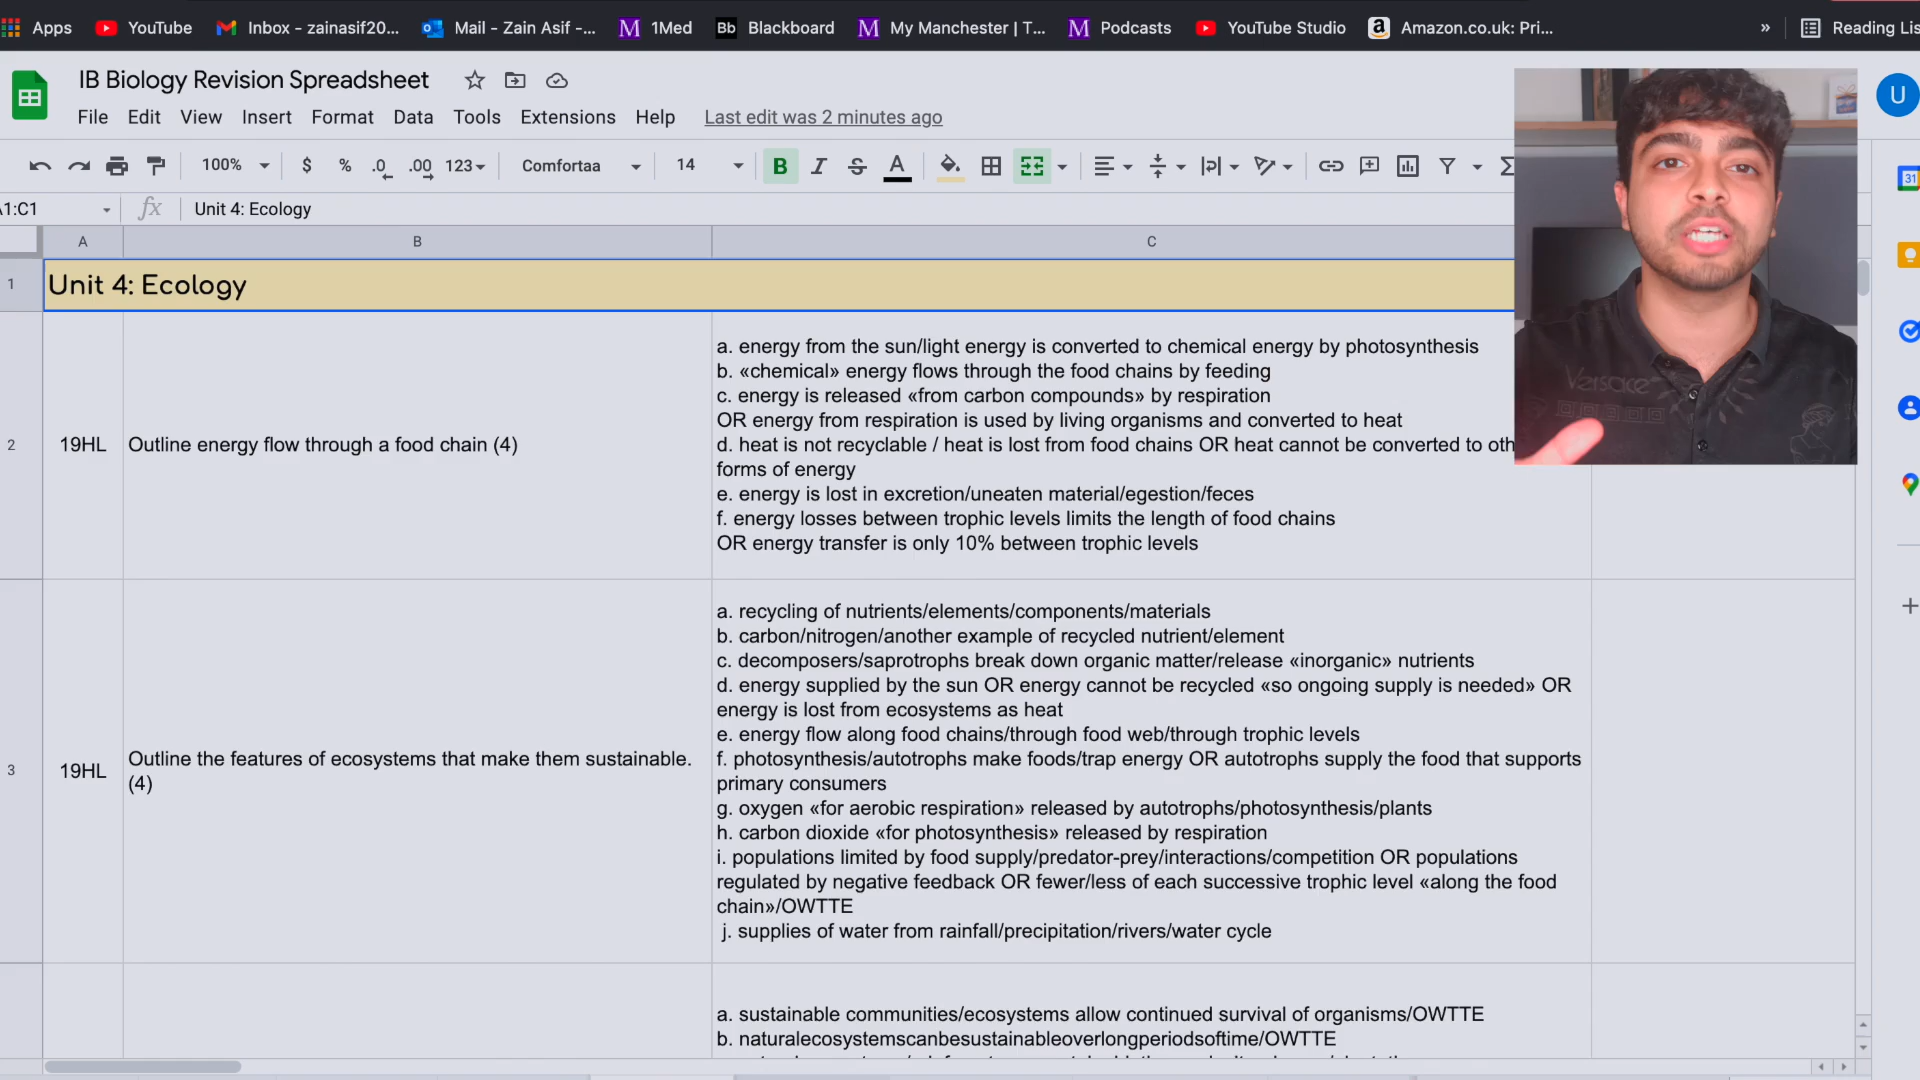 Apps YouTube Inbox - zainasif20... Mail - Zain Asif -... 1Med Bb Blackboard My Manchester | T... Podcasts YouTube Studio Amazon.co.uk: Pri... » Reading Lis
IB Biology Revision Spreadsheet
U
File Edit View Insert Format Data Tools Extensions Help Last edit was 2 minutes ago
100% $ % .0 .00 123 Comfortaa 14 B I S A Σ
31
A1:C1 fx Unit 4: Ecology
A B C
1 Unit 4: Ecology
a. energy from the sun/light energy is converted to chemical energy by photosynthesis
b. «chemical» energy flows through the food chains by feeding
c. energy is released «from carbon compounds» by respiration
OR energy from respiration is used by living organisms and converted to heat
2 19HL Outline energy flow through a food chain (4)
d. heat is not recyclable / heat is lost from food chains OR heat cannot be converted to oth
forms of energy
e. energy is lost in excretion/uneaten material/egestion/feces
f. energy losses between trophic levels limits the length of food chains
OR energy transfer is only 10% between trophic levels
Versace
a. recycling of nutrients/elements/components/materials
b. carbon/nitrogen/another example of recycled nutrient/element
c. decomposers/saprotrophs break down organic matter/release «inorganic» nutrients
d. energy supplied by the sun OR energy cannot be recycled «so ongoing supply is needed» OR
energy is lost from ecosystems as heat
e. energy flow along food chains/through food web/through trophic levels
3 19HL Outline the features of ecosystems that make them sustainable.
(4)
f. photosynthesis/autotrophs make foods/trap energy OR autotrophs supply the food that supports
primary consumers
g. oxygen «for aerobic respiration» released by autotrophs/photosynthesis/plants
h. carbon dioxide «for photosynthesis» released by respiration
i. populations limited by food supply/predator-prey/interactions/competition OR populations
regulated by negative feedback OR fewer/less of each successive trophic level «along the food
chain»/OWTTE
j. supplies of water from rainfall/precipitation/rivers/water cycle
a. sustainable communities/ecosystems allow continued survival of organisms/OWTTE
b. naturalecosystemscanbesustainableoverlongperiodsoftime/OWTTE